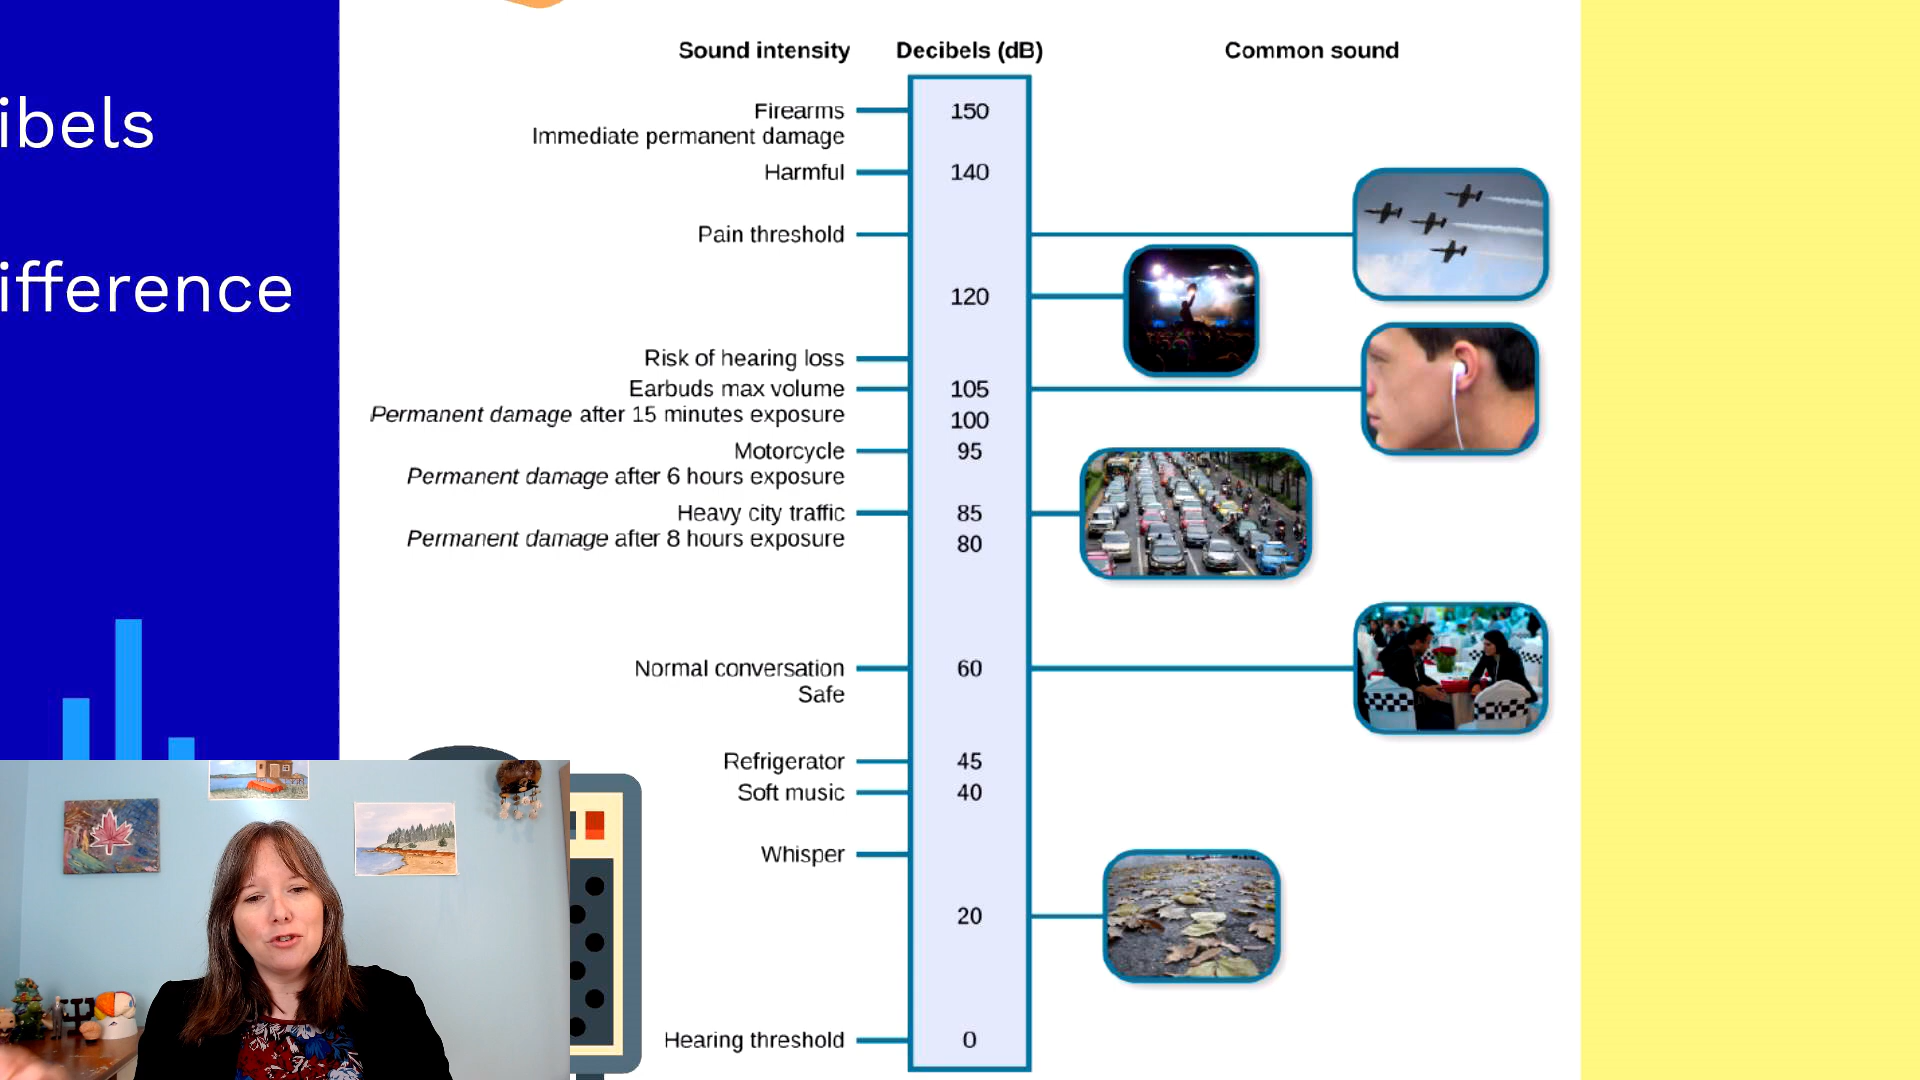 ibels
ifference
Sound intensity Decibels (dB) Common sound
Firearms 150
Immediate permanent damage
Harmful 140
Pain threshold
120
Risk of hearing loss
Earbuds max volume 105
Permanent damage after 15 minutes exposure 100
Motorcycle 95
Permanent damage after 6 hours exposure
Heavy city traffic 85
Permanent damage after 8 hours exposure 80
Normal conversation 60
Safe
Refrigerator 45
Soft music 40
Whisper
20
Hearing threshold 0